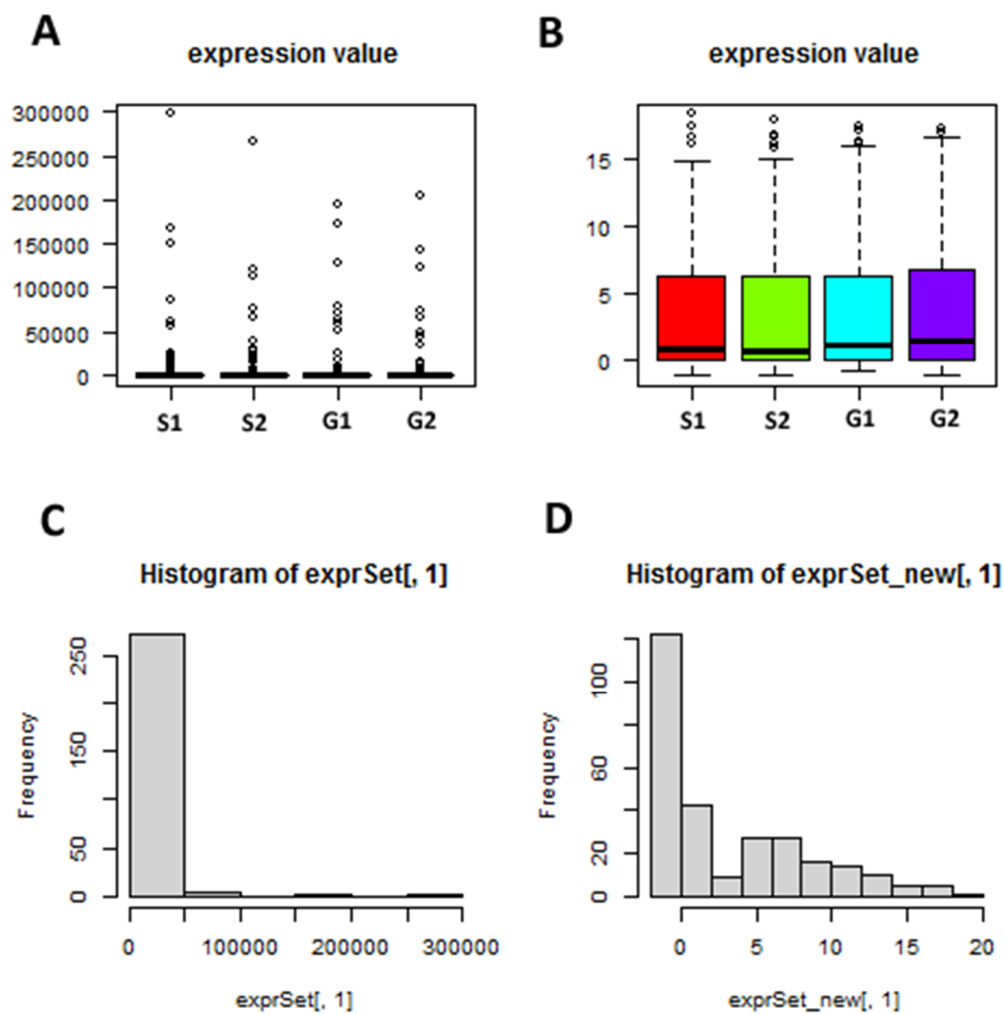 A
expression value
300000
250000
200000
150000
100000
50000
0
S1 S2 G1 G2
B
expression value
15
10
5
0
S1 S2 G1 G2
C
Histogram of exprSet[, 1]
Frequency
250
150
50
0
0 100000 200000 300000
exprSet[, 1]
D
Histogram of exprSet_new[, 1]
Frequency
100
60
20
0
0 5 10 15 20
exprSet_new[, 1]